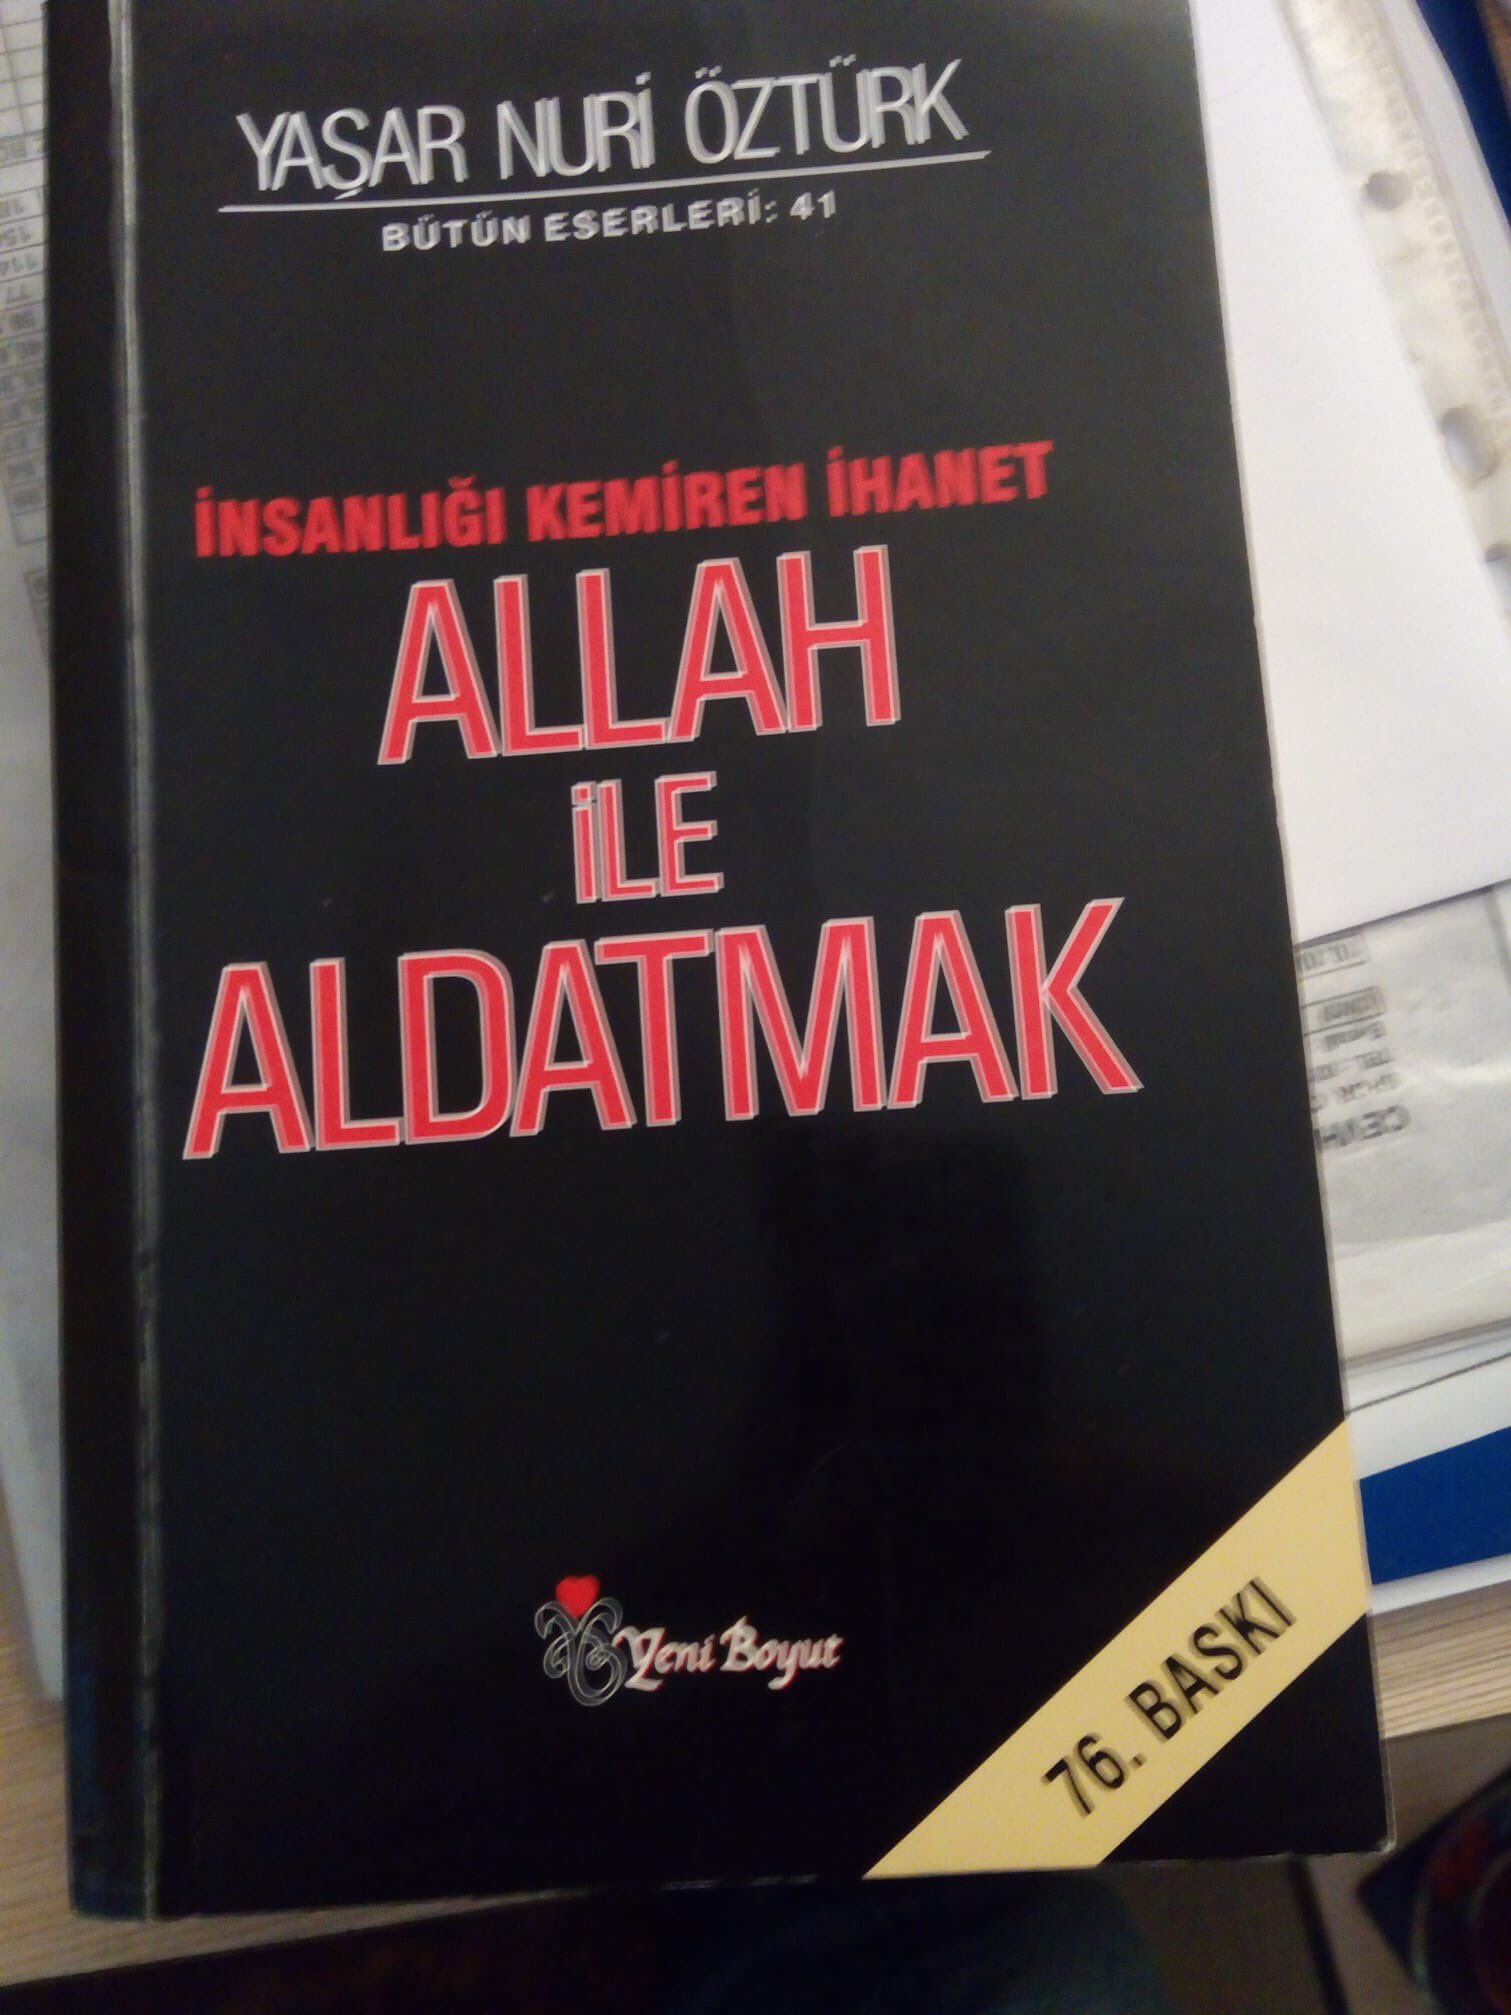 YAŞAR NURİ ÖZTÜRK
BÜTÜN ESERLERİ: 41
İNSANLIĞI KEMİREN İHANET
ALLAH
İLE
ALDATMAK
Yeni Boyut
76. BASKI